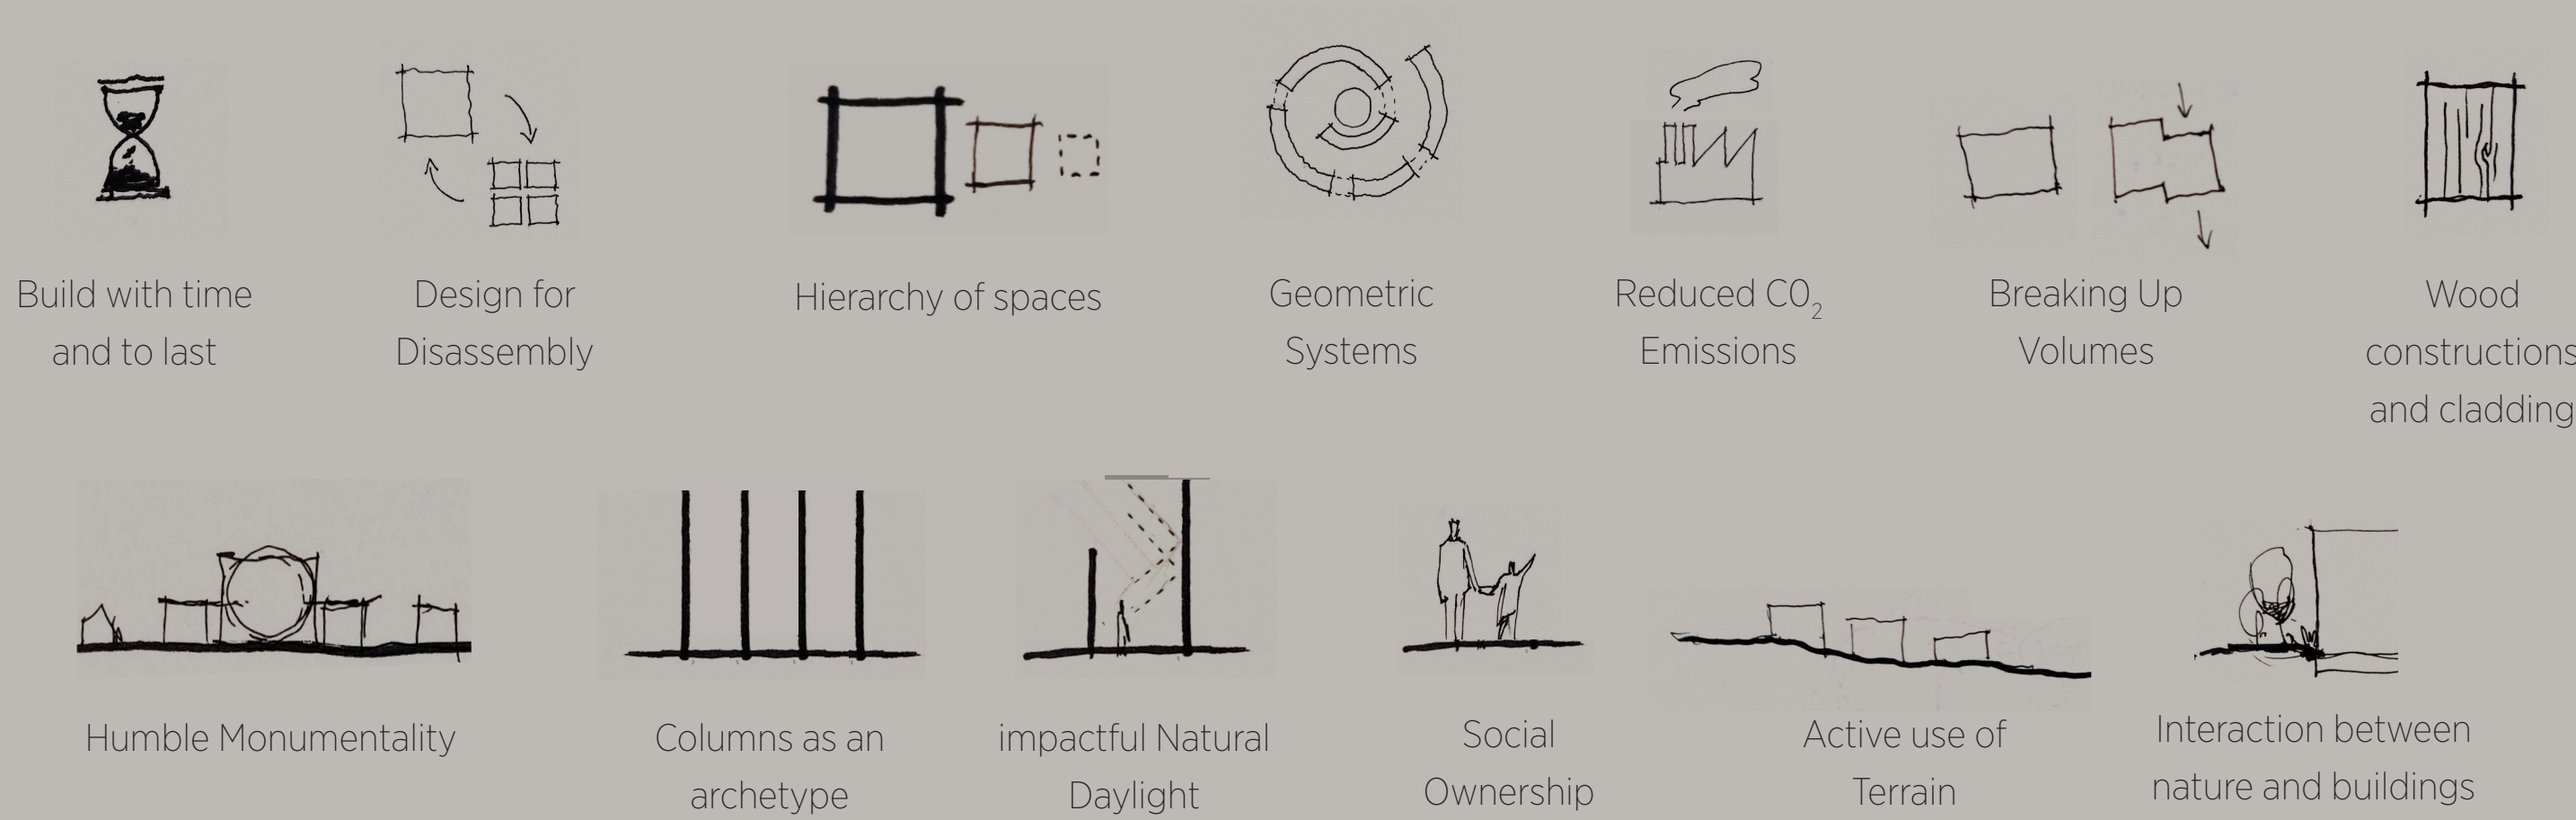 Build with time
and to last
Design for
Disassembly
Hierarchy of spaces
Geometric
Systems
Reduced CO₂
Emissions
Breaking Up
Volumes
Wood
constructions
and cladding
Humble Monumentality
Columns as an
archetype
impactful Natural
Daylight
Social
Ownership
Active use of
Terrain
Interaction between
nature and buildings